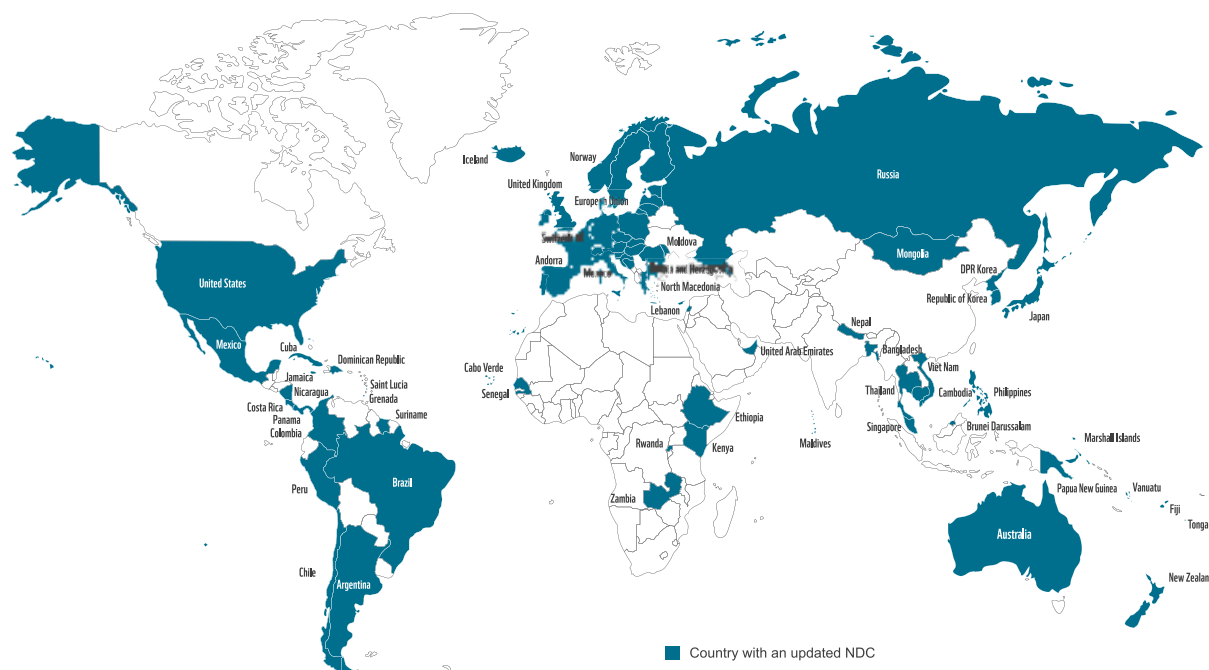 Iceland
Norway
Russia
United Kingdom
European Union
Moldova
Mongolia
Andorra
DPR Korea
United States
North Macedonia
Republic of Korea
Lebanon
Japan
Nepal
Mexico
Cuba
United Arab Emirates
Bangladesh
Dominican Republic
Cabo Verde
Viet Nam
Jamaica
Saint Lucia
Senegal
Thailand
Cambodia
Philippines
Nicaragua
Grenada
Costa Rica
Suriname
Ethiopia
Panama
Singapore
Brunei Darussalam
Colombia
Rwanda
Kenya
Maldives
Marshall Islands
Peru
Brazil
Papua New Guinea
Vanuatu
Zambia
Fiji
Tonga
Australia
Chile
Argentina
New Zealan
Country with an updated NDC